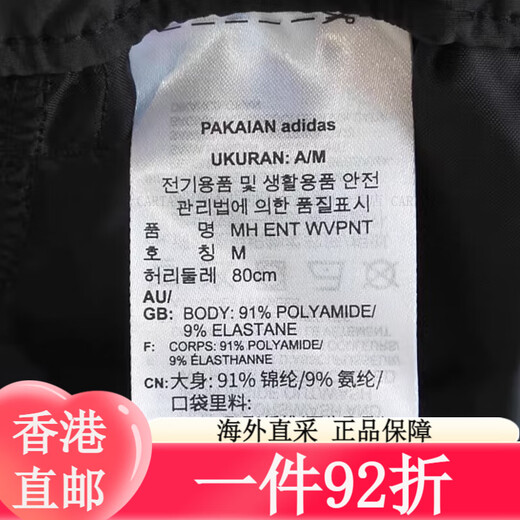 PAKAIAN adidas
UKURAN: A/M
전기용품 및 생활용품 안전
관리법에 의한 품질표시
품 명 MH ENT WVPNT
호 칭 M
허리둘레 80cm
AU/
GB: BODY: 91% POLYAMIDE/
9% ELASTANE
F: CORPS: 91% POLYAMIDE/
9% ÉLASTHANNE
CN: 大身: 91% 锦纶/9% 氨纶/
口袋里料:
香港
直邮
海外直采 正品保障
一件92折